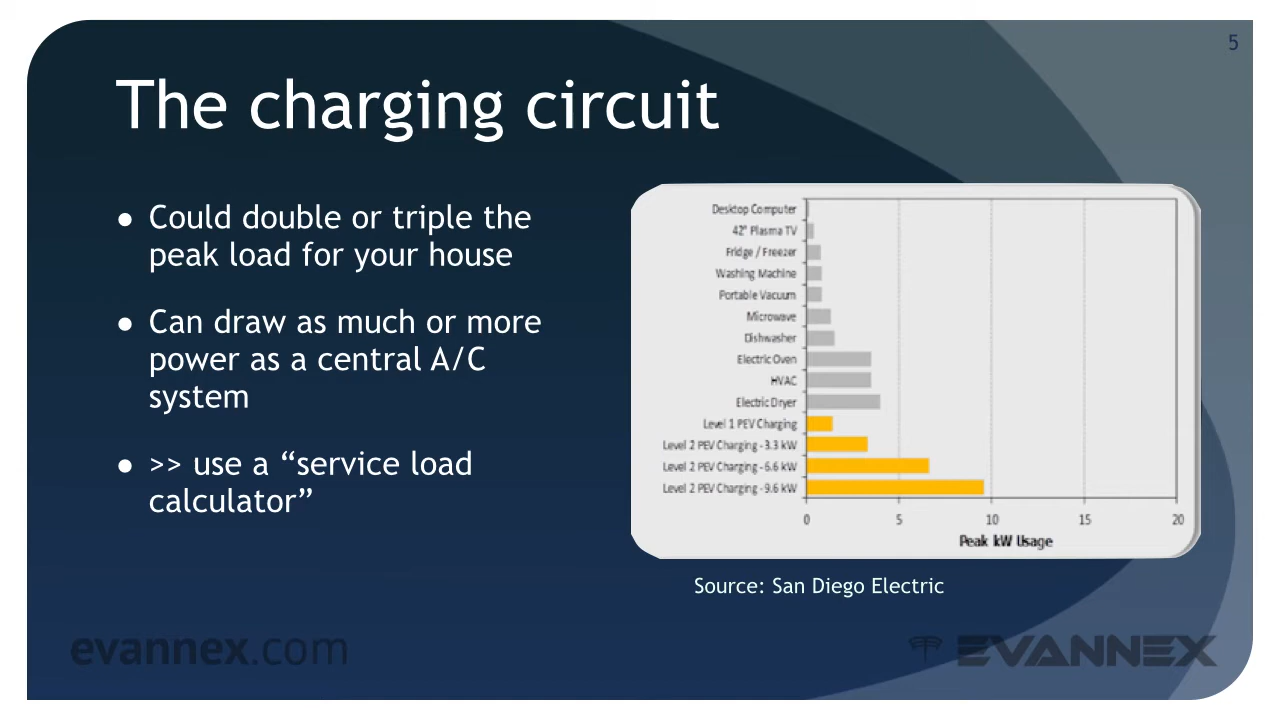 5
The charging circuit
● Could double or triple the
peak load for your house
● Can draw as much or more
power as a central A/C
system
● >> use a “service load
calculator”
Desktop Computer
42" Plasma TV
Fridge / Freezer
Washing Machine
Portable Vacuum
Microwave
Dishwasher
Electric Oven
HVAC
Electric Dryer
Level 1 PEV Charging
Level 2 PEV Charging - 3.3 kW
Level 2 PEV Charging - 6.6 kW
Level 2 PEV Charging - 9.6 kW
0 5 10 15 20
Peak kW Usage
Source: San Diego Electric
evannex.com
EVANNEX